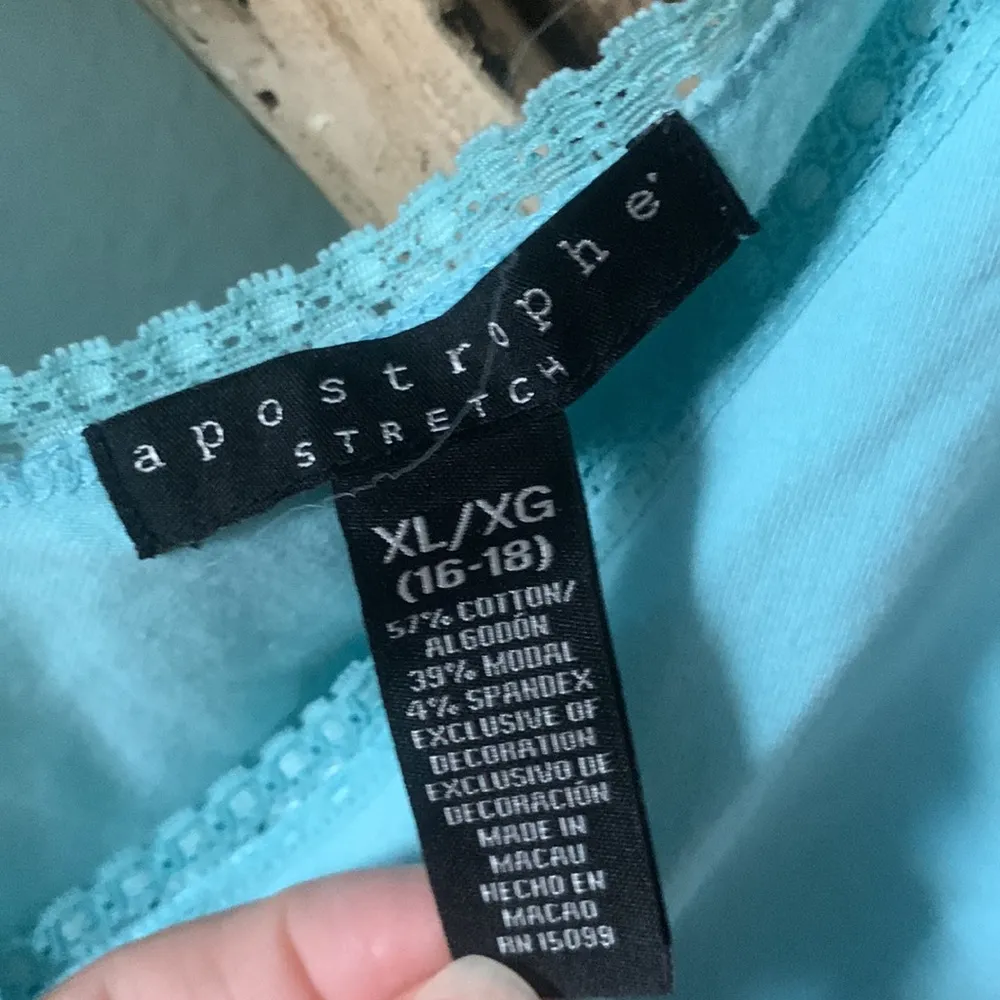 apostrophe'
STRETCH
XL/XG
(16-18)
57% COTTON/
ALGODÓN
39% MODAL
4% SPANDEX
EXCLUSIVE OF
DECORATION
EXCLUSIVO DE
DECORACIÓN
MADE IN
MACAU
HECHO EN
MACAO
RN 15099